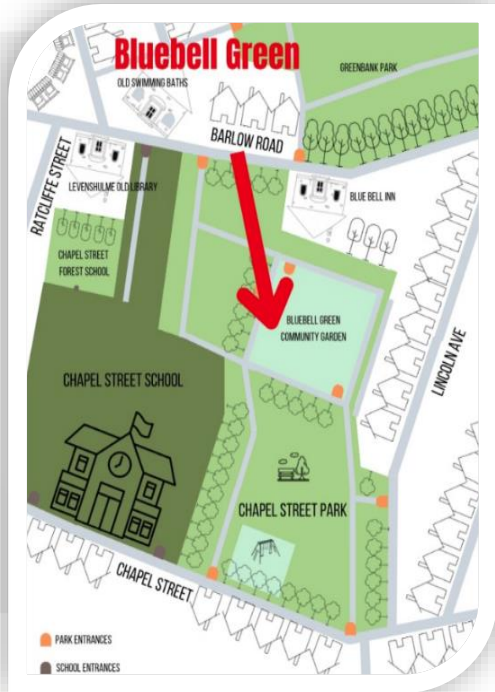 Bluebell Green
OLD SWIMMING BATHS
GREENBANK PARK
BARLOW ROAD
RATCLIFFE STREET
LEVENSHULME OLD LIBRARY
BLUE BELL INN
CHAPEL STREET
FOREST SCHOOL
BLUEBELL GREEN
COMMUNITY GARDEN
LINCOLN AVE
CHAPEL STREET SCHOOL
CHAPEL STREET PARK
CHAPEL STREET
PARK ENTRANCES
SCHOOL ENTRANCES